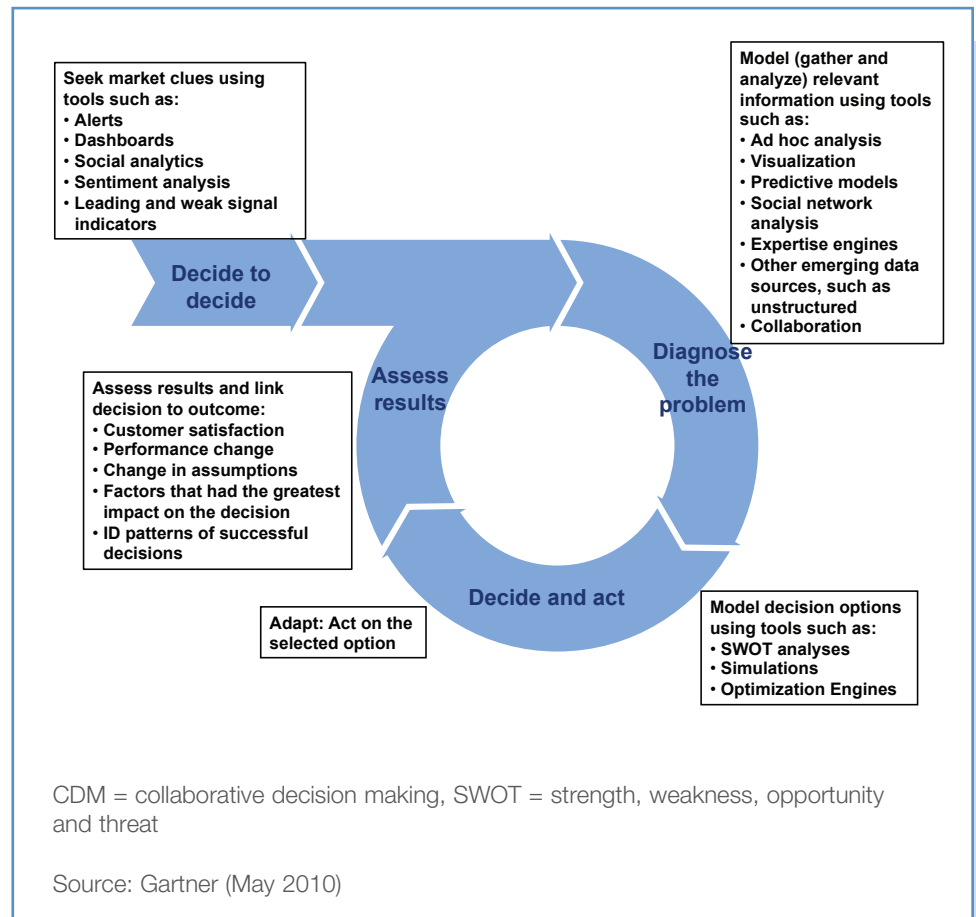 Seek market clues using
tools such as:
• Alerts
• Dashboards
• Social analytics
• Sentiment analysis
• Leading and weak signal
indicators
Model (gather and
analyze) relevant
information using tools
such as:
• Ad hoc analysis
• Visualization
• Predictive models
• Social network
analysis
• Expertise engines
• Other emerging data
sources, such as
unstructured
• Collaboration
Decide to
decide
Diagnose
the
problem
Assess
results
Assess results and link
decision to outcome:
• Customer satisfaction
• Performance change
• Change in assumptions
• Factors that had the greatest
impact on the decision
• ID patterns of successful
decisions
Decide and act
Adapt: Act on the
selected option
Model decision options
using tools such as:
• SWOT analyses
• Simulations
• Optimization Engines
CDM = collaborative decision making, SWOT = strength, weakness, opportunity
and threat
Source: Gartner (May 2010)